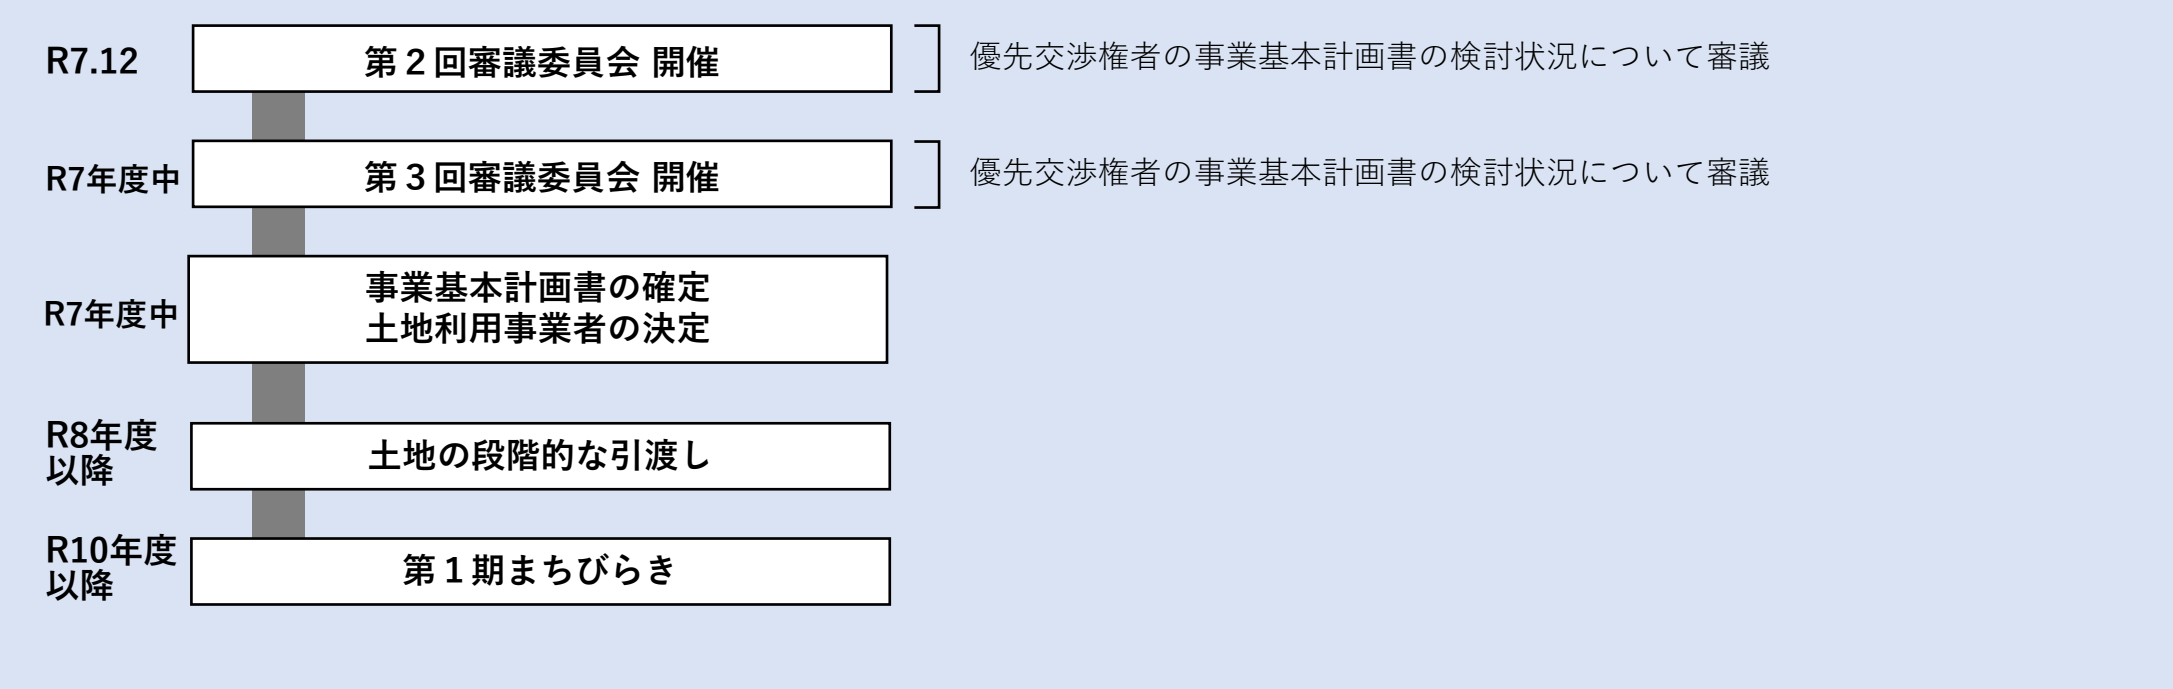 R7.12
第２回審議委員会 開催
優先交渉権者の事業基本計画書の検討状況について審議
R7年度中
第３回審議委員会 開催
優先交渉権者の事業基本計画書の検討状況について審議
R7年度中
事業基本計画書の確定
土地利用事業者の決定
R8年度
以降
土地の段階的な引渡し
R10年度
以降
第１期まちびらき